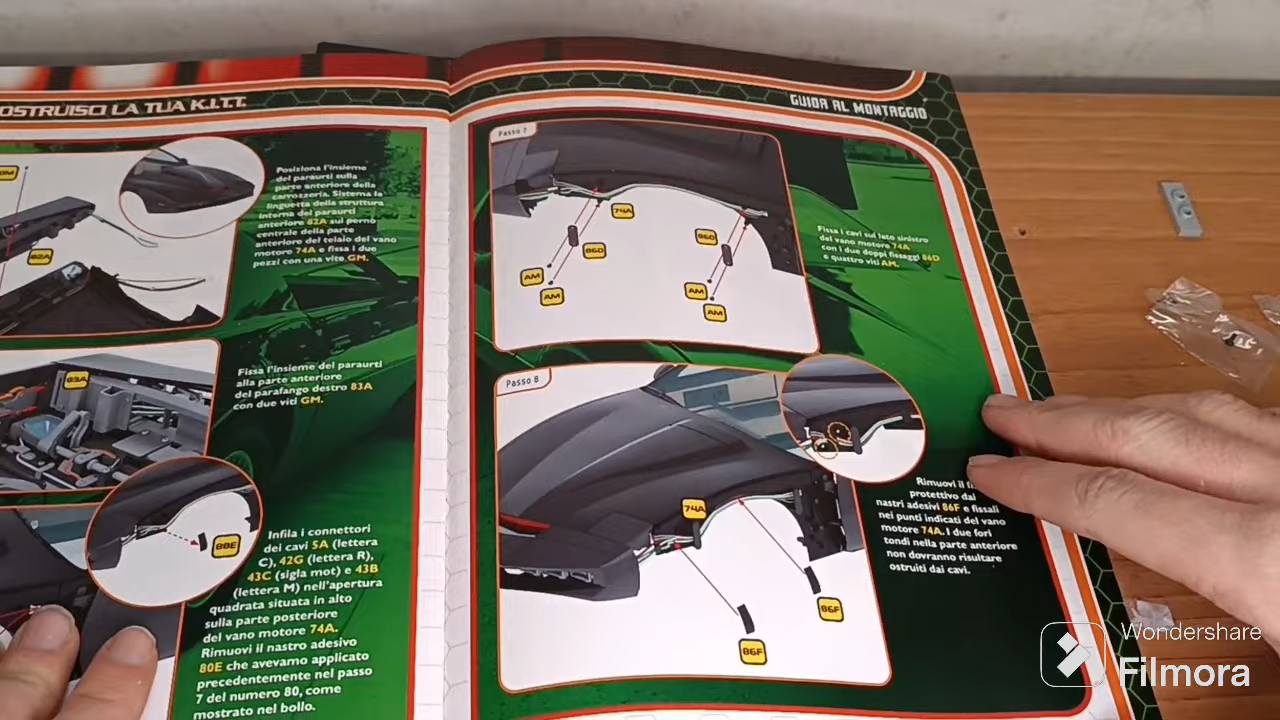 OSTRUISCI LA TUA K.I.T.T.
GUIDA AL MONTAGGIO
GM
82A
Posiziona l'insieme
del paraurti sulla
parte anteriore della
carrozzeria. Sistema la
linguetta della struttura
interna del paraurti
anteriore 82A sul perno
centrale della parte
anteriore del telaio del vano
motore 74A e fissa i due
pezzi con una vite GM.
83A
Fissa l'insieme del paraurti
alla parte anteriore
del parafango destro 83A
con due viti GM.
80E
Infila i connettori
dei cavi 5A (lettera
C), 42G (lettera R),
43C (sigla mot) e 43B
(lettera M) nell'apertura
quadrata situata in alto
sulla parte posteriore
del vano motore 74A.
Rimuovi il nastro adesivo
80E che avevamo applicato
precedentemente nel passo
7 del numero 80, come
mostrato nel bollo.
Passo 7
74A
86D
86D
AM
AM
AM
AM
Fissa i cavi sul lato sinistro
del vano motore 74A
con i due doppi fissaggi 86D
e quattro viti AM.
Passo 8
74A
86F
86F
Rimuovi il
protettivo dai
nastri adesivi 86F e fissali
nei punti indicati del vano
motore 74A. I due fori
tondi nella parte anteriore
non dovranno risultare
ostruiti dai cavi.
Wondershare
Filmora